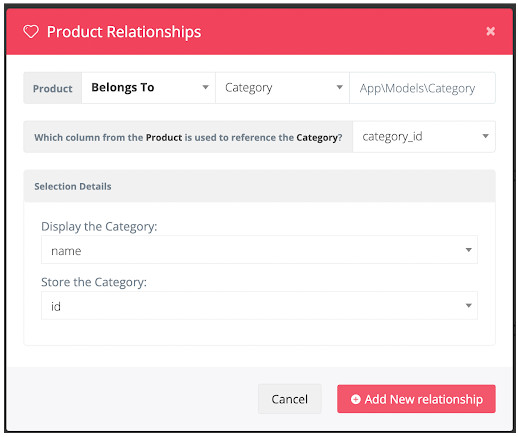 Product Relationships
Product Belongs To Category App\Models\Category
Which column from the Product is used to reference the Category? category_id
Selection Details
Display the Category:
name
Store the Category:
id
Cancel Add New relationship